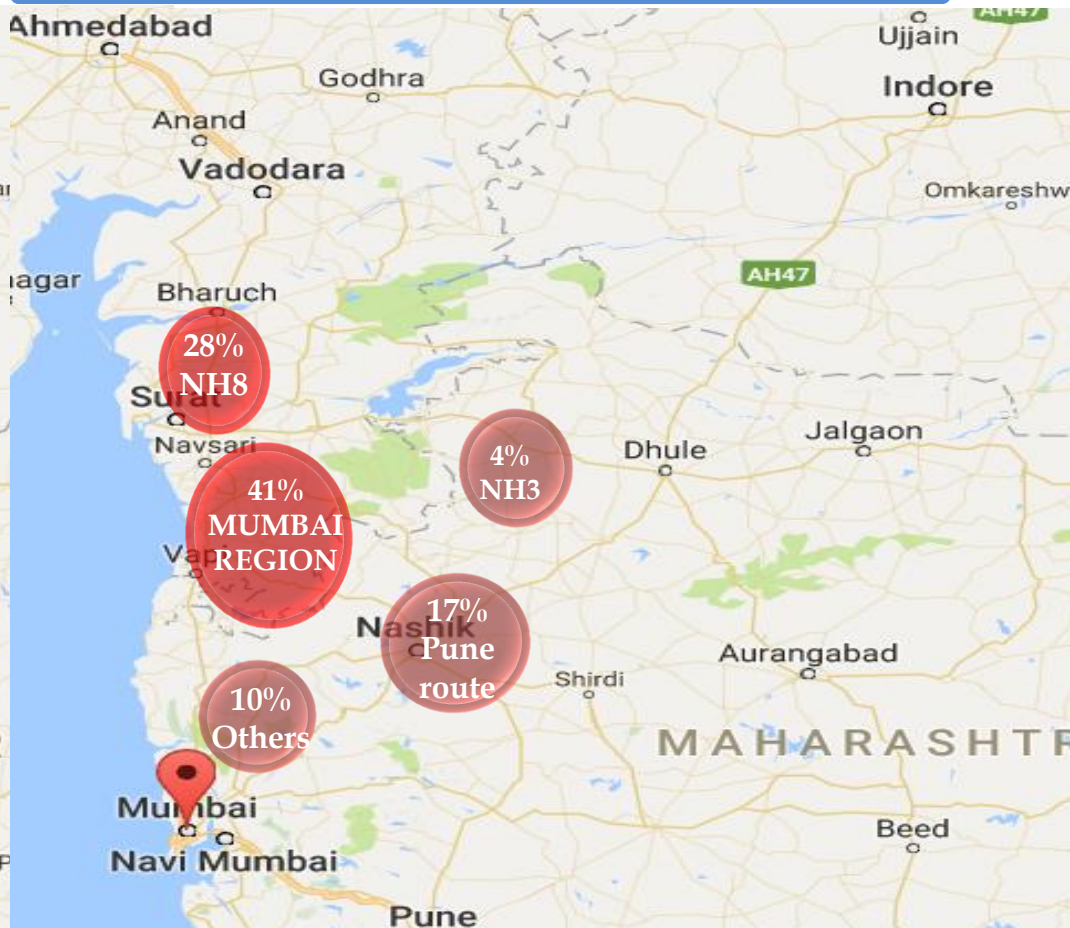 AH47
Ahmedabad
Ujjain
Godhra
Indore
Anand
Vadodara
Omkareshw
agar
Bharuch
AH47
28%
NH8
Surat
Navsari
4%
NH3
Dhule
Jalgaon
41%
MUMBAI
REGION
Vapi
17%
Nashik
Pune
route
Aurangabad
Shirdi
10%
Others
MAHARASHTR
Mumbai
Navi Mumbai
Beed
Pune